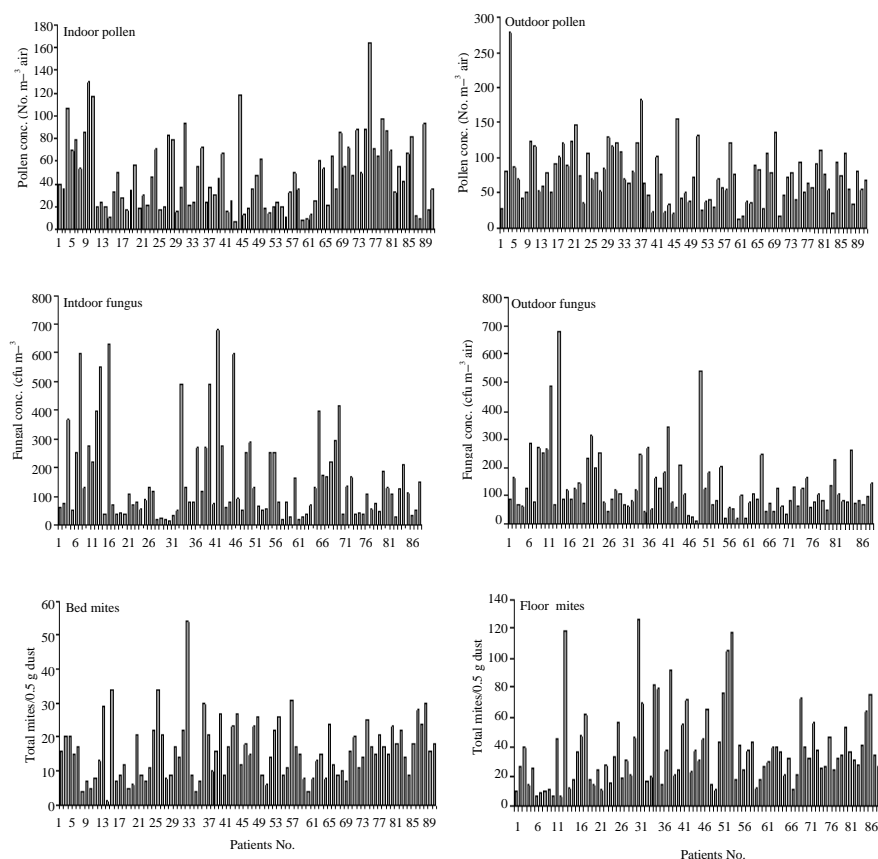 Indoor pollen
Pollen conc. (No. m–³ air)
180
160
140
120
100
80
60
40
20
0
1 5 9 13 17 21 25 29 33 37 41 45 49 53 57 61 65 69 73 77 81 85 89
Outdoor pollen
Pollen conc. (No. m–³ air)
300
250
200
150
100
50
0
1 5 9 13 17 21 25 29 33 37 41 45 49 53 57 61 65 69 73 77 81 85 89
Intdoor fungus
Fungal conc. (cfu m–³)
800
700
600
500
400
300
200
100
0
1 6 11 16 21 26 31 36 41 46 51 56 61 66 71 76 81 86
Outdoor fungus
Fungal conc. (cfu m–³ air)
800
700
600
500
400
300
200
100
0
1 6 11 16 21 26 31 36 41 46 51 56 61 66 71 76 81 86
Bed mites
Total mites/0.5 g dust
60
50
40
30
20
10
0
1 5 9 13 17 21 25 29 33 37 41 45 49 53 57 61 65 69 73 77 81 85 89
Patients No.
Floor mites
Total mites/0.5 g dust
140
120
100
80
60
40
20
0
1 6 11 16 21 26 31 36 41 46 51 56 61 66 71 76 81 86
Patients No.